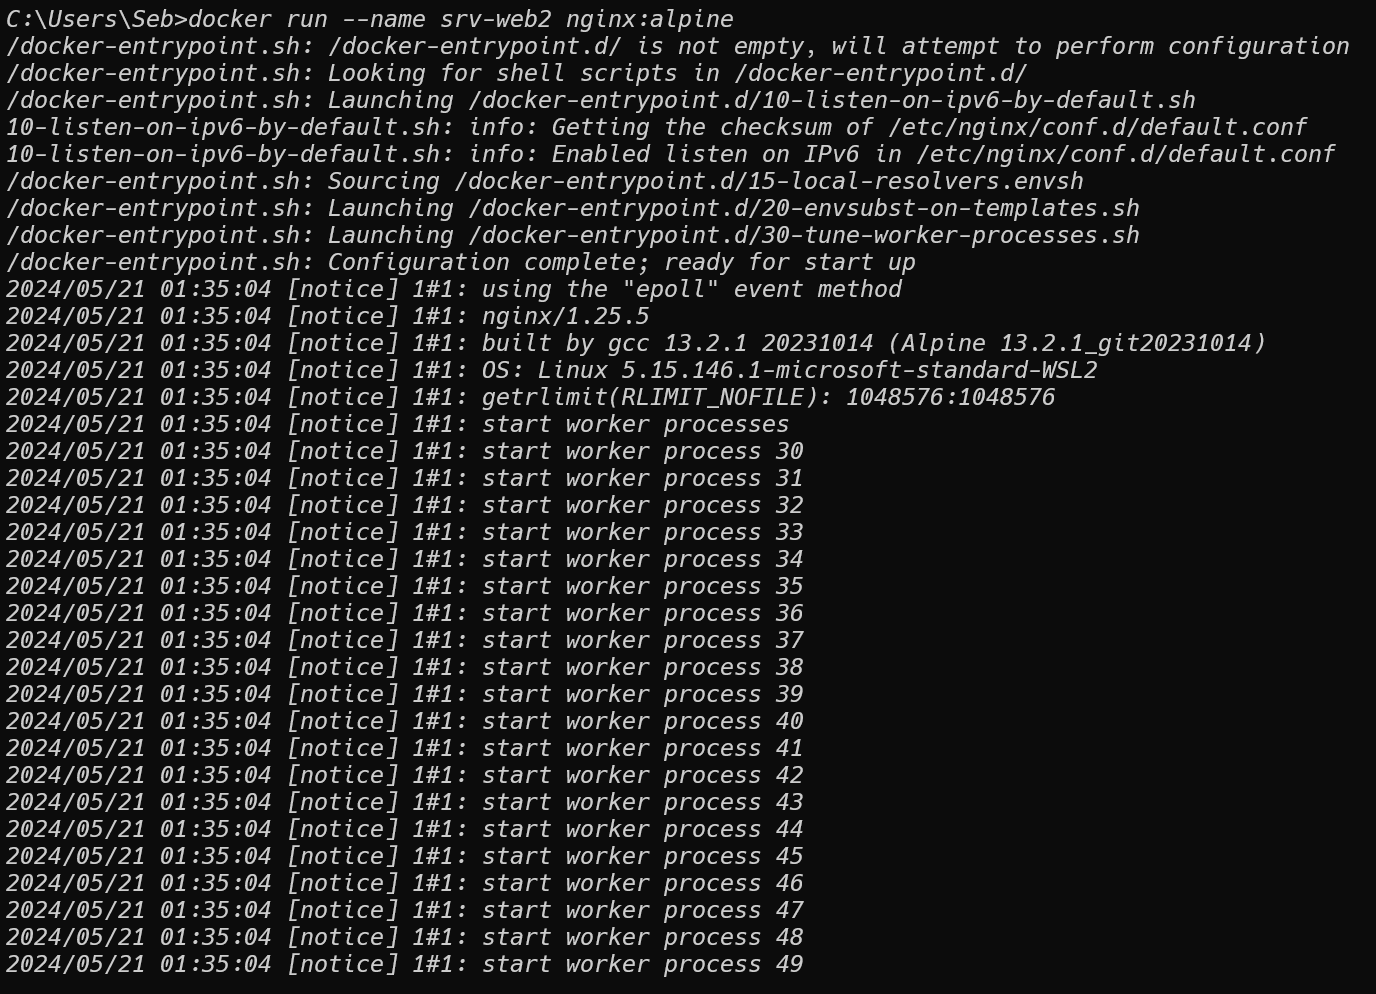 C:\Users\Seb>docker run --name srv-web2 nginx:alpine
/docker-entrypoint.sh: /docker-entrypoint.d/ is not empty, will attempt to perform configuration
/docker-entrypoint.sh: Looking for shell scripts in /docker-entrypoint.d/
/docker-entrypoint.sh: Launching /docker-entrypoint.d/10-listen-on-ipv6-by-default.sh
10-listen-on-ipv6-by-default.sh: info: Getting the checksum of /etc/nginx/conf.d/default.conf
10-listen-on-ipv6-by-default.sh: info: Enabled listen on IPv6 in /etc/nginx/conf.d/default.conf
/docker-entrypoint.sh: Sourcing /docker-entrypoint.d/15-local-resolvers.envsh
/docker-entrypoint.sh: Launching /docker-entrypoint.d/20-envsubst-on-templates.sh
/docker-entrypoint.sh: Launching /docker-entrypoint.d/30-tune-worker-processes.sh
/docker-entrypoint.sh: Configuration complete; ready for start up
2024/05/21 01:35:04 [notice] 1#1: using the "epoll" event method
2024/05/21 01:35:04 [notice] 1#1: nginx/1.25.5
2024/05/21 01:35:04 [notice] 1#1: built by gcc 13.2.1 20231014 (Alpine 13.2.1_git20231014)
2024/05/21 01:35:04 [notice] 1#1: OS: Linux 5.15.146.1-microsoft-standard-WSL2
2024/05/21 01:35:04 [notice] 1#1: getrlimit(RLIMIT_NOFILE): 1048576:1048576
2024/05/21 01:35:04 [notice] 1#1: start worker processes
2024/05/21 01:35:04 [notice] 1#1: start worker process 30
2024/05/21 01:35:04 [notice] 1#1: start worker process 31
2024/05/21 01:35:04 [notice] 1#1: start worker process 32
2024/05/21 01:35:04 [notice] 1#1: start worker process 33
2024/05/21 01:35:04 [notice] 1#1: start worker process 34
2024/05/21 01:35:04 [notice] 1#1: start worker process 35
2024/05/21 01:35:04 [notice] 1#1: start worker process 36
2024/05/21 01:35:04 [notice] 1#1: start worker process 37
2024/05/21 01:35:04 [notice] 1#1: start worker process 38
2024/05/21 01:35:04 [notice] 1#1: start worker process 39
2024/05/21 01:35:04 [notice] 1#1: start worker process 40
2024/05/21 01:35:04 [notice] 1#1: start worker process 41
2024/05/21 01:35:04 [notice] 1#1: start worker process 42
2024/05/21 01:35:04 [notice] 1#1: start worker process 43
2024/05/21 01:35:04 [notice] 1#1: start worker process 44
2024/05/21 01:35:04 [notice] 1#1: start worker process 45
2024/05/21 01:35:04 [notice] 1#1: start worker process 46
2024/05/21 01:35:04 [notice] 1#1: start worker process 47
2024/05/21 01:35:04 [notice] 1#1: start worker process 48
2024/05/21 01:35:04 [notice] 1#1: start worker process 49